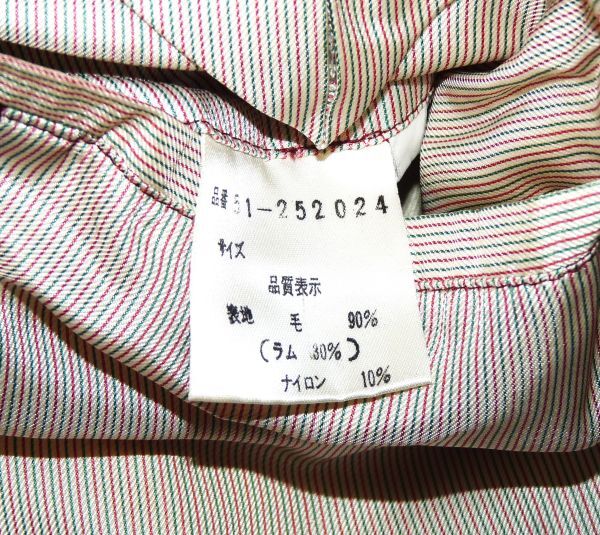 品番 51-252024
サイズ
品質表示
表地 毛 90%
(ラム 30%)
ナイロン 10%